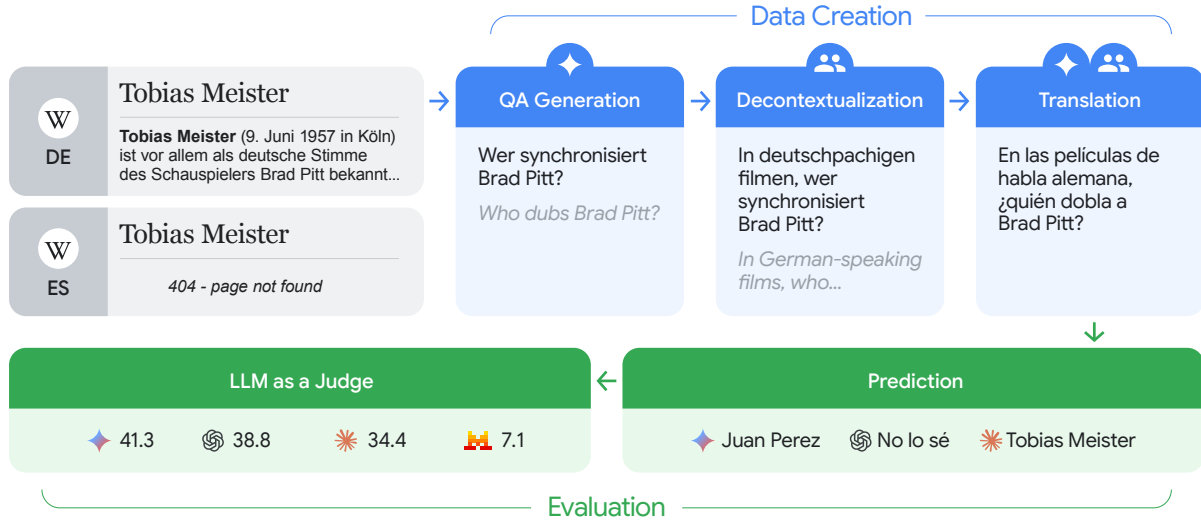 Data Creation
W
DE
Tobias Meister
Tobias Meister (9. Juni 1957 in Köln)
ist vor allem als deutsche Stimme
des Schauspielers Brad Pitt bekannt...
W
ES
Tobias Meister
404 - page not found
QA Generation
Wer synchronisiert
Brad Pitt?
Who dubs Brad Pitt?
Decontextualization
In deutschpachigen
filmen, wer
synchronisiert
Brad Pitt?
In German-speaking
films, who...
Translation
En las películas de
habla alemana,
¿quién dobla a
Brad Pitt?
LLM as a Judge
41.3 38.8 34.4 7.1
Prediction
Juan Perez No lo sé Tobias Meister
Evaluation